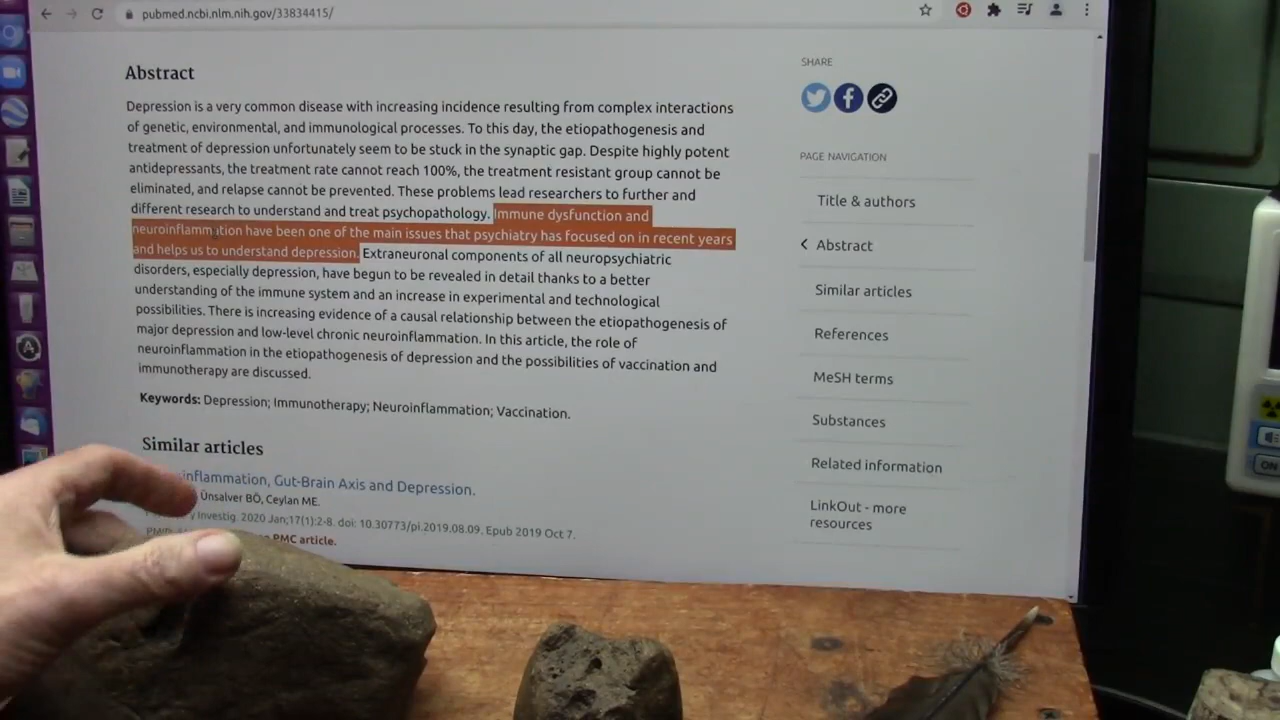 pubmed.ncbi.nlm.nih.gov/33834415/
Abstract
Depression is a very common disease with increasing incidence resulting from complex interactions
of genetic, environmental, and immunological processes. To this day, the etiopathogenesis and
treatment of depression unfortunately seem to be stuck in the synaptic gap. Despite highly potent
antidepressants, the treatment rate cannot reach 100%, the treatment resistant group cannot be
eliminated, and relapse cannot be prevented. These problems lead researchers to further and
different research to understand and treat psychopathology. Immune dysfunction and
neuroinflammation have been one of the main issues that psychiatry has focused on in recent years
and helps us to understand depression. Extraneuronal components of all neuropsychiatric
disorders, especially depression, have begun to be revealed in detail thanks to a better
understanding of the immune system and an increase in experimental and technological
possibilities. There is increasing evidence of a causal relationship between the etiopathogenesis of
major depression and low-level chronic neuroinflammation. In this article, the role of
neuroinflammation in the etiopathogenesis of depression and the possibilities of vaccination and
immunotherapy are discussed.
Keywords: Depression; Immunotherapy; Neuroinflammation; Vaccination.
Similar articles
inflammation, Gut-Brain Axis and Depression.
Ünsalver BÖ, Ceylan ME.
Investig. 2020 Jan;17(1):2-8. doi: 10.30773/pi.2019.08.09. Epub 2019 Oct 7.
PMC article.
SHARE
PAGE NAVIGATION
Title & authors
Abstract
Similar articles
References
MeSH terms
Substances
Related information
LinkOut - more
resources
ON